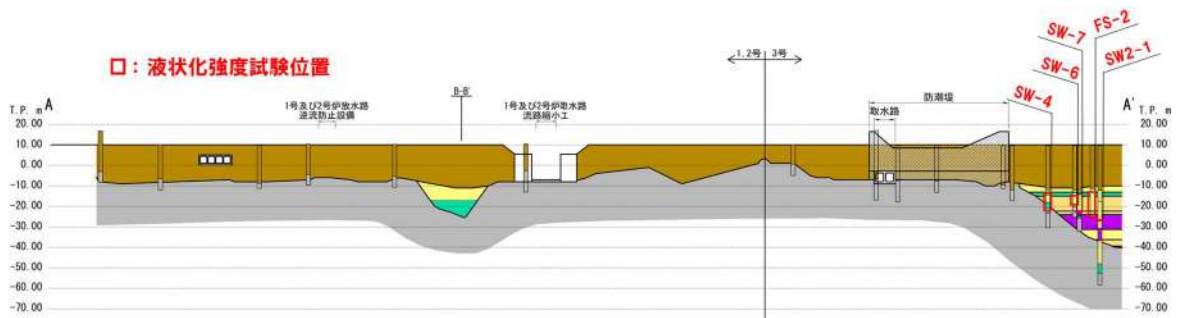 FS-2
SW-7
SW2-1
SW-6
SW-4
□：液状化強度試験位置
1,2号 3号
B-B'
1号及び2号炉放水路
逆流防止設備
1号及び2号炉取水路
流路縮小工
防潮堤
取水路
T.P. m A
A' T.P. m
20.00
10.00
0.00
-10.00
-20.00
-30.00
-40.00
-50.00
-60.00
-70.00
20.00
10.00
0.00
-10.00
-20.00
-30.00
-40.00
-50.00
-60.00
-70.00